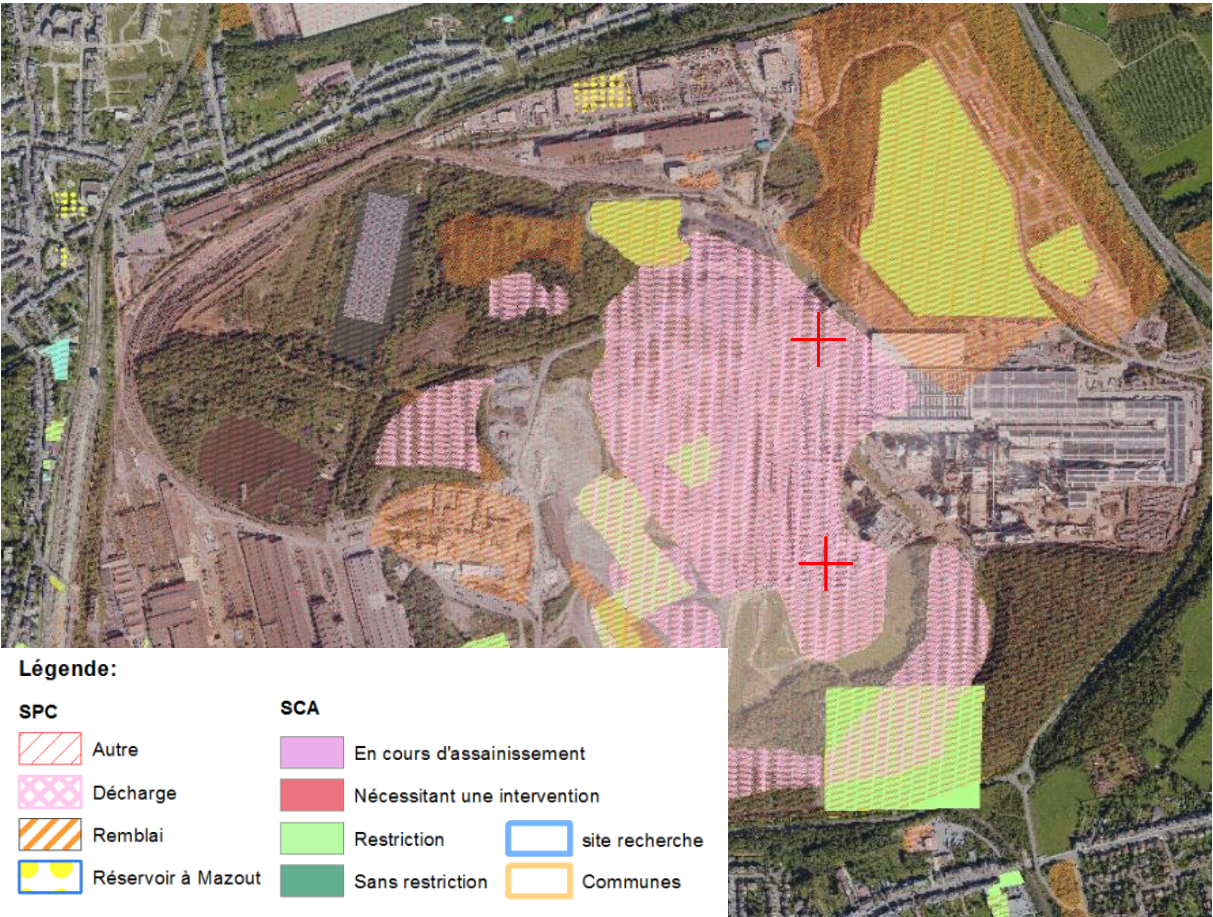 Légende:
SPC
Autre
Décharge
Remblai
Réservoir à Mazout
SCA
En cours d'assainissement
Nécessitant une intervention
Restriction
Sans restriction
site recherche
Communes